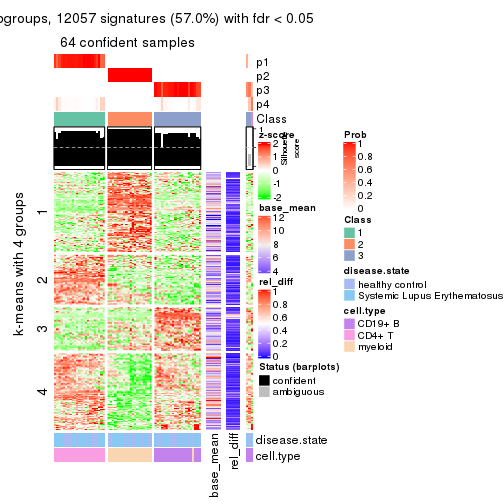 ogroups, 12057 signatures (57.0%) with fdr < 0.05
64 confident samples
p1
p2
p3
p4
Class
1
Silhouette
score
k-means with 4 groups
1
2
3
4
disease.state
cell.type
base_mean
rel_diff
z-score
2
1
0
-1
-2
base_mean
12
10
8
6
4
rel_diff
1
0.8
0.6
0.4
0.2
0
Status (barplots)
confident
ambiguous
Prob
1
0.8
0.6
0.4
0.2
0
Class
1
2
3
disease.state
healthy control
Systemic Lupus Erythematosus
cell.type
CD19+ B
CD4+ T
myeloid